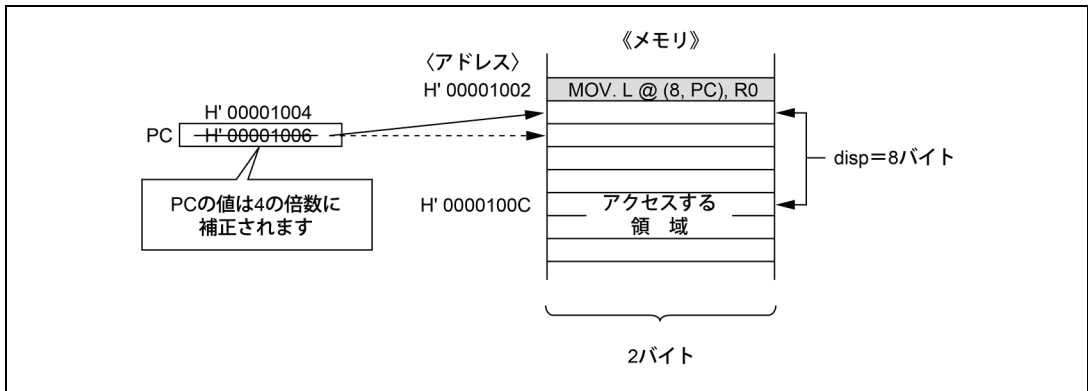 《メモリ》
〈アドレス〉
H' 00001002
MOV. L @ (8, PC), R0
H' 00001004
PC
H' 00001006
disp=8バイト
PCの値は4の倍数に
補正されます
H' 0000100C
アクセスする
領　域
2バイト